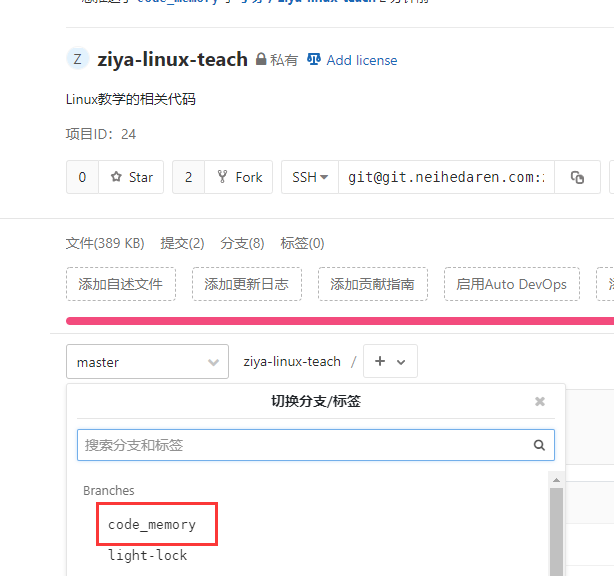 Z ziya-linux-teach 私有 Add license
Linux教学的相关代码
项目ID: 24
0 Star 2 Fork SSH git@git.neihedaren.com:
文件(389 KB) 提交(2) 分支(8) 标签(0)
添加自述文件 添加更新日志 添加贡献指南 启用Auto DevOps
master ziya-linux-teach / +
切换分支/标签
搜索分支和标签
Branches
code_memory
light-lock